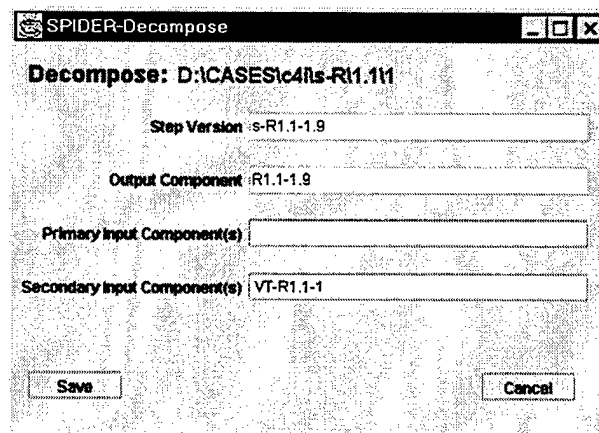 SPIDER-Decompose
Decompose: D:\CASES\c4i\s-R\1.1\1
Step Version s-R1.1-1.9
Output Component R1.1-1.9
Primary Input Component(s)
Secondary Input Component(s) VT-R1.1-1
Save Cancel